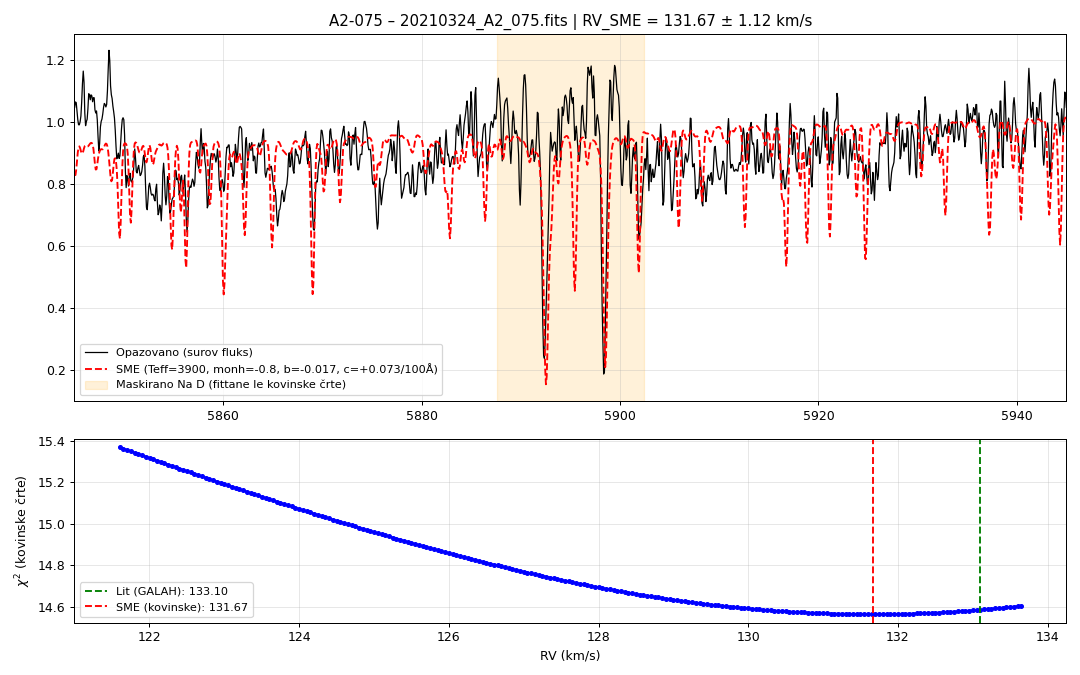 A2-075 – 20210324_A2_075.fits | RV_SME = 131.67 ± 1.12 km/s
1.2
1.0
0.8
0.6
0.4
0.2
Opazovano (surov fluks)
SME (Teff=3900, monh=-0.8, b=-0.017, c=+0.073/100Å)
Maskirano Na D (fittane le kovinske črte)
5860 5880 5900 5920 5940
χ² (kovinske črte)
15.4
15.2
15.0
14.8
14.6
Lit (GALAH): 133.10
SME (kovinske): 131.67
122 124 126 128 130 132 134
RV (km/s)